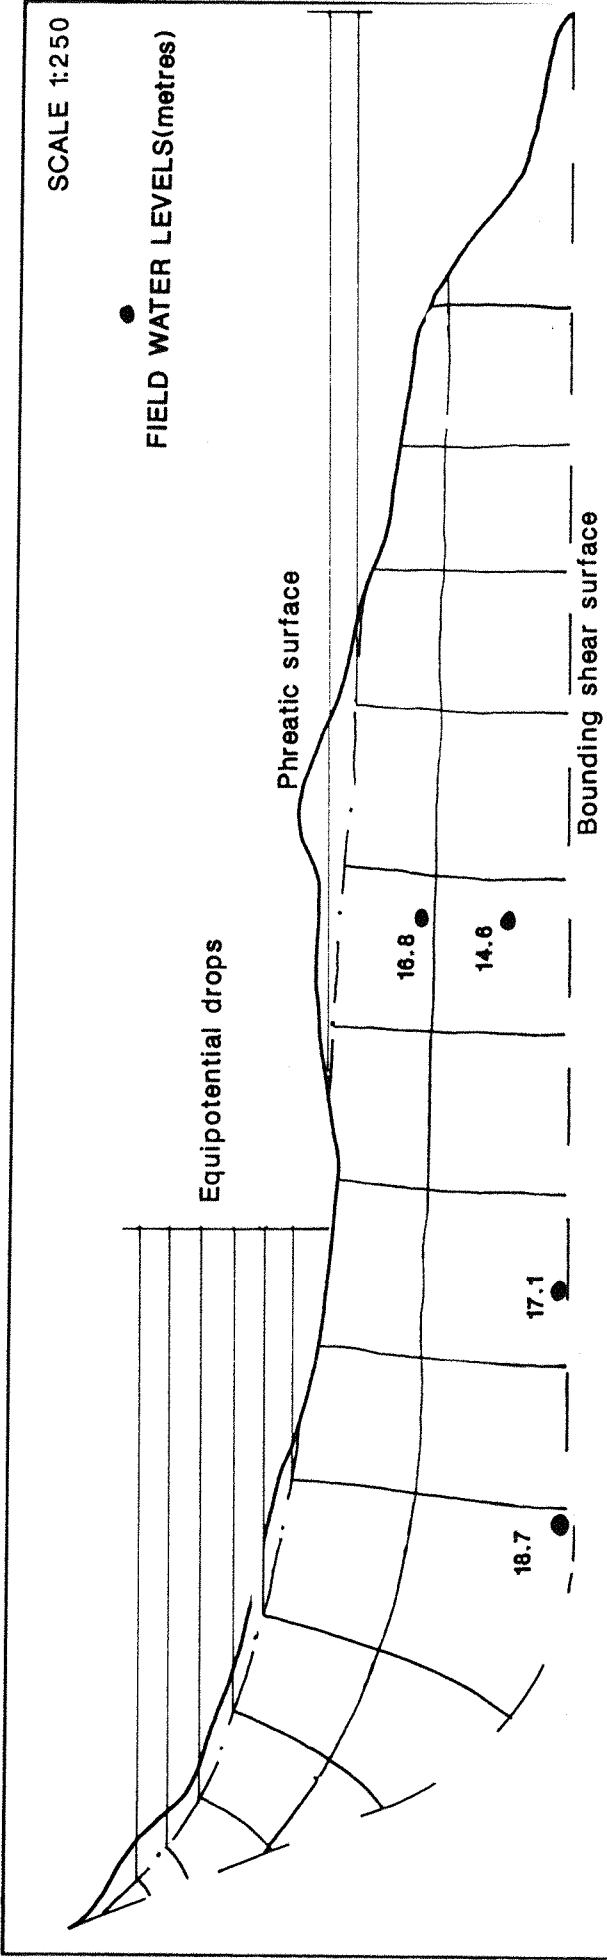 SCALE 1:250
FIELD WATER LEVELS(metres)
Phreatic surface
Equipotential drops
16.8
14.6
17.1
18.7
Bounding shear surface